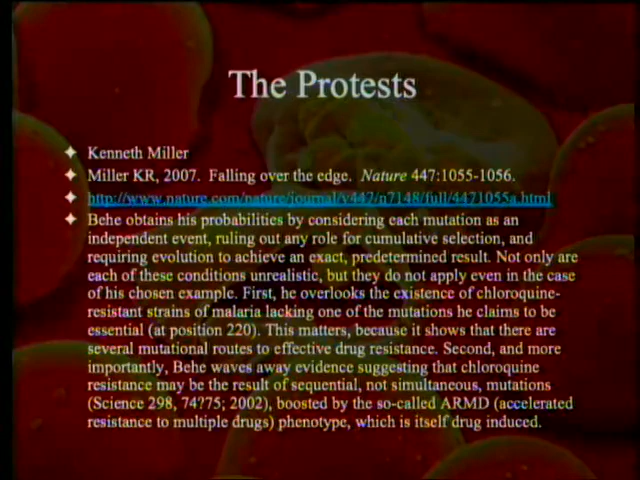 The Protests
Kenneth Miller
Miller KR, 2007. Falling over the edge. Nature 447:1055-1056.
http://www.nature.com/nature/journal/v447/n7148/full/4471055a.html
Behe obtains his probabilities by considering each mutation as an
independent event, ruling out any role for cumulative selection, and
requiring evolution to achieve an exact, predetermined result. Not only are
each of these conditions unrealistic, but they do not apply even in the case
of his chosen example. First, he overlooks the existence of chloroquine-
resistant strains of malaria lacking one of the mutations he claims to be
essential (at position 220). This matters, because it shows that there are
several mutational routes to effective drug resistance. Second, and more
importantly, Behe waves away evidence suggesting that chloroquine
resistance may be the result of sequential, not simultaneous, mutations
(Science 298, 74?75; 2002), boosted by the so-called ARMD (accelerated
resistance to multiple drugs) phenotype, which is itself drug induced.